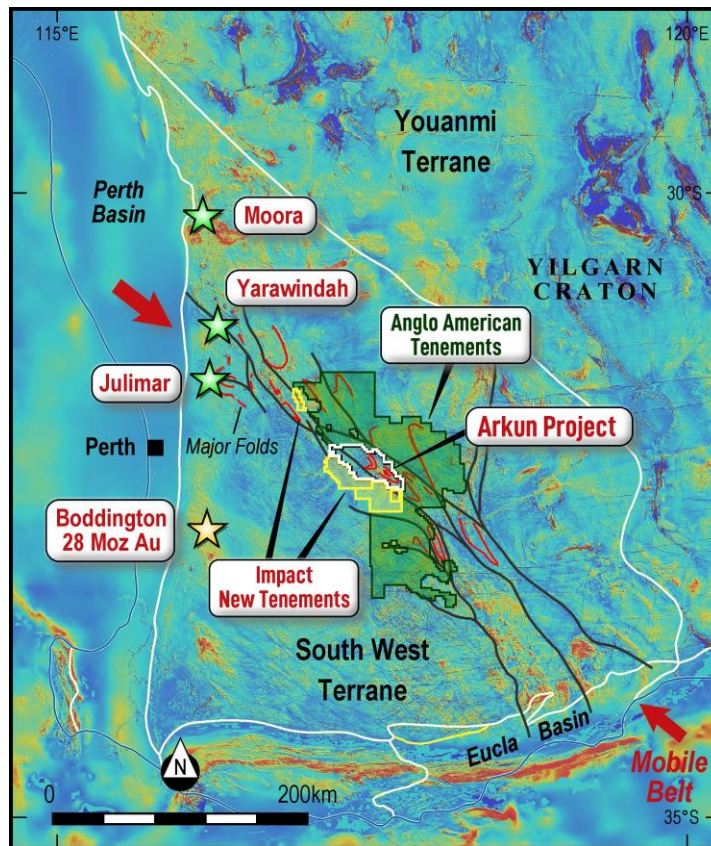 115°E
120°E
Youanmi
Terrane
Perth
Basin
30°S
Moora
YILGARN
CRATON
Yarawindah
Anglo American
Tenements
Julimar
Arkun Project
Perth
Major Folds
Boddington
28 Moz Au
Impact
New Tenements
South West
Terrane
Eucla Basin
Mobile
Belt
N
0
200km
35°S